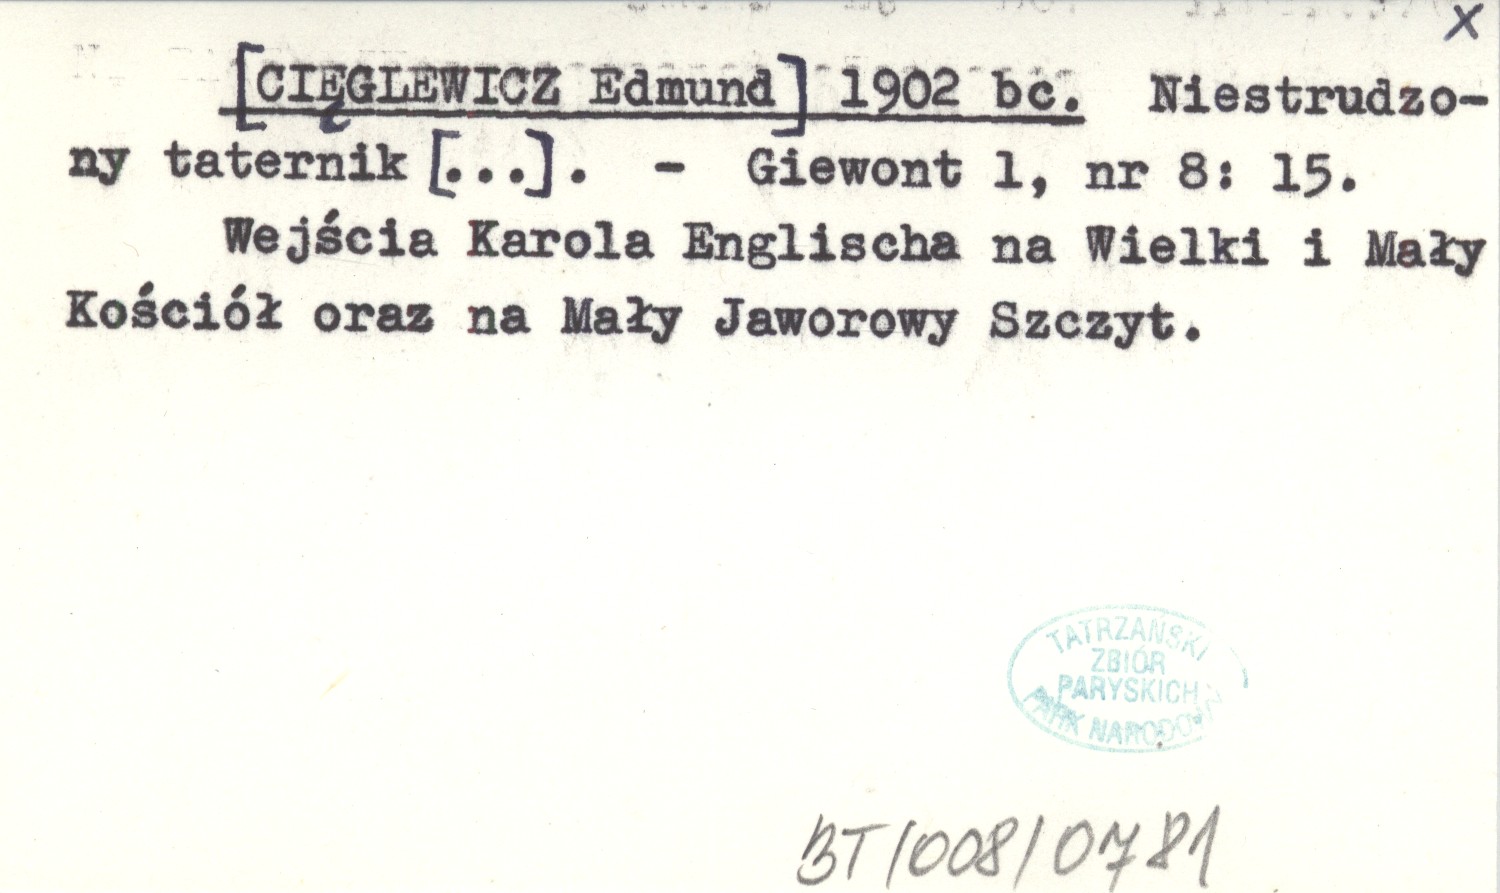 X
[CIĘGLEWICZ Edmund] 1902 bc. Niestrudzo-
ny taternik [...]. - Giewont 1, nr 8: 15.
Wejścia Karola Englischa na Wielki i Mały
Kościół oraz na Mały Jaworowy Szczyt.
TATRZAŃSKI
ZBIÓR
PARYSKICH
PARK NARODOWY
BT/008/0781